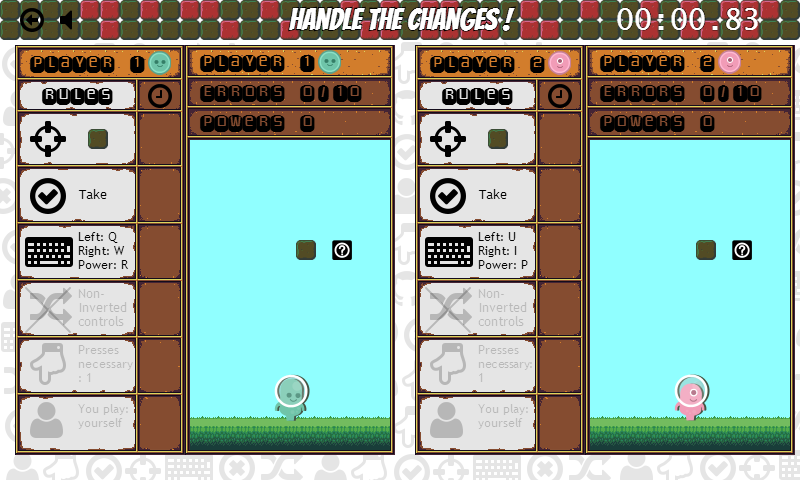 HANDLE THE CHANGES!
00:00.83
PLAYER 1
RULES
Take
Left: Q
Right: W
Power: R
Non-
Inverted
controls
Presses
necessary
: 1
You play:
yourself
PLAYER 1
ERRORS 0/10
POWERS 0
?
PLAYER 2
RULES
Take
Left: U
Right: I
Power: P
Non-
Inverted
controls
Presses
necessary:
1
You play:
yourself
PLAYER 2
ERRORS 0/10
POWERS 0
?